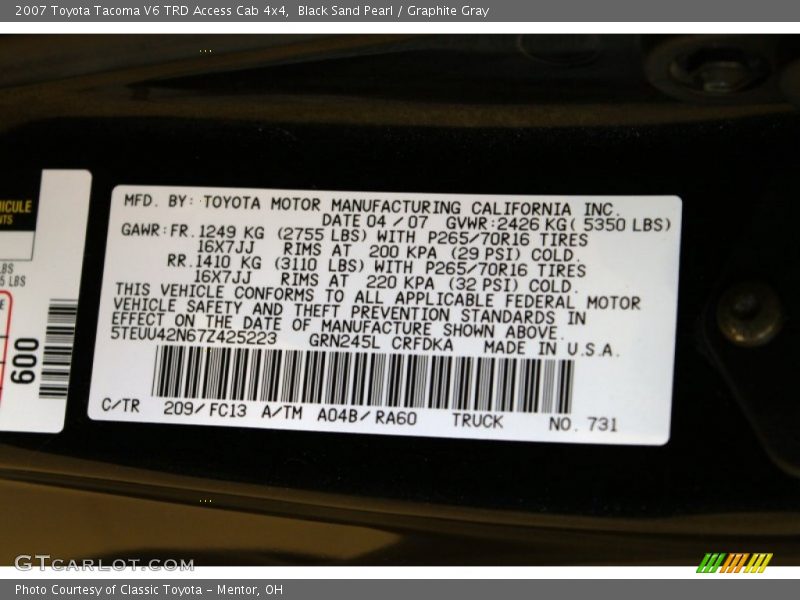 2007 Toyota Tacoma V6 TRD Access Cab 4x4, Black Sand Pearl / Graphite Gray
MFD. BY: TOYOTA MOTOR MANUFACTURING CALIFORNIA INC.
DATE 04 / 07 GVWR: 2426 KG ( 5350 LBS)
GAWR: FR. 1249 KG (2755 LBS) WITH P265/70R16 TIRES
16X7JJ RIMS AT 200 KPA (29 PSI) COLD.
RR. 1410 KG (3110 LBS) WITH P265/70R16 TIRES
16X7JJ RIMS AT 220 KPA (32 PSI) COLD.
THIS VEHICLE CONFORMS TO ALL APPLICABLE FEDERAL MOTOR
VEHICLE SAFETY AND THEFT PREVENTION STANDARDS IN
EFFECT ON THE DATE OF MANUFACTURE SHOWN ABOVE.
5TEUU42N67Z425223 GRN245L CRFDKA MADE IN U.S.A.
C/TR 209/ FC13 A/TM A04B/ RA60 TRUCK NO. 731
LBS
5 LBS
600
GTCARLOT.COM
Photo Courtesy of Classic Toyota - Mentor, OH